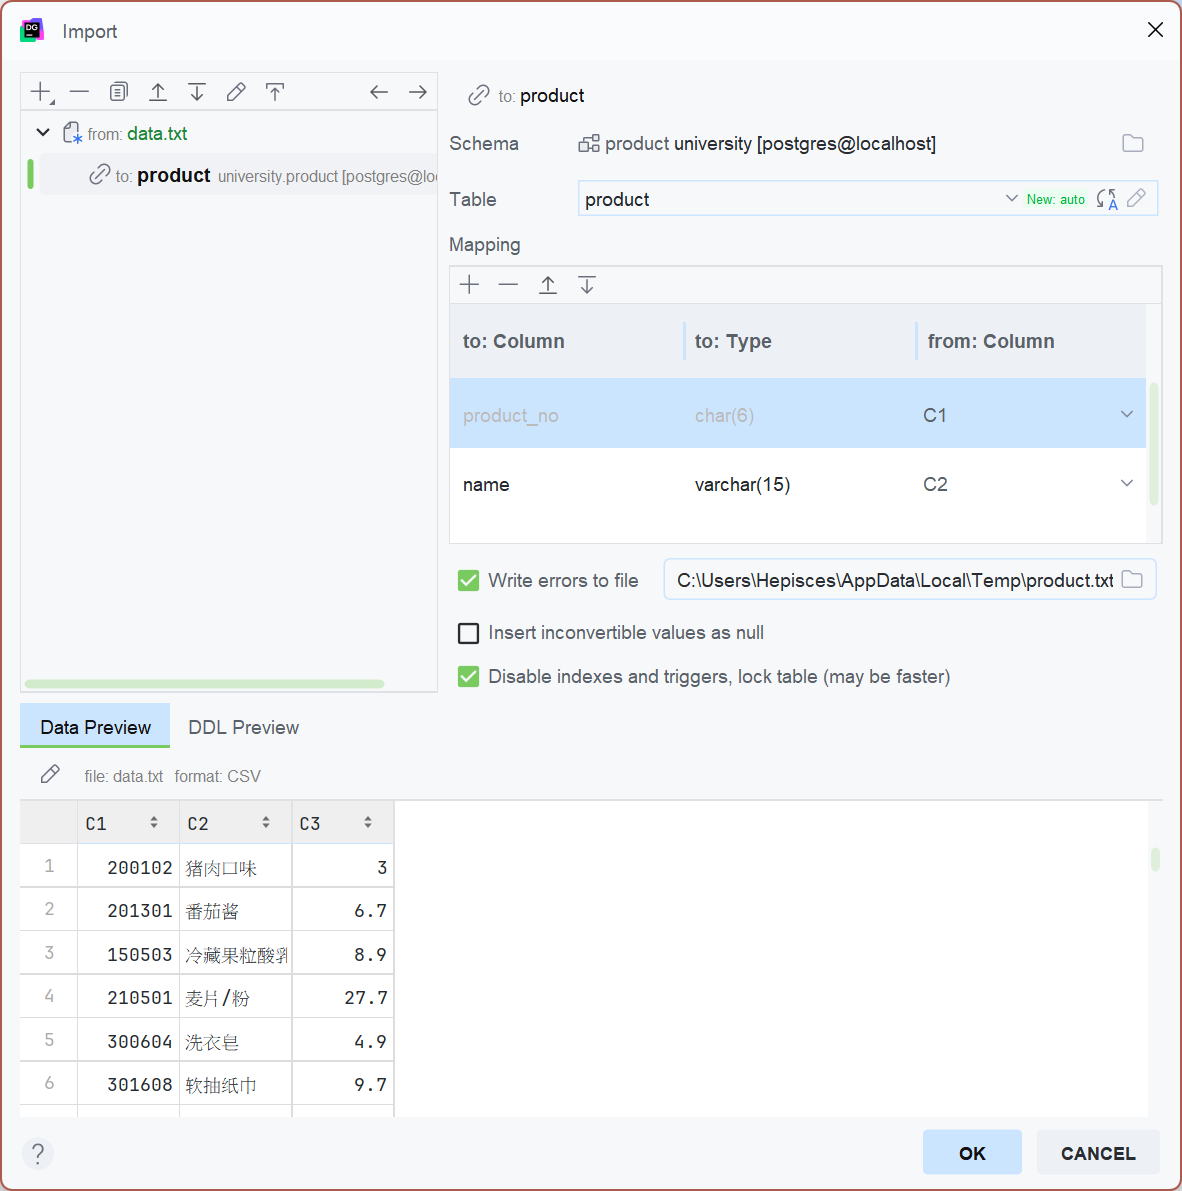 DG
Import
from: data.txt
to: product university.product [postgres@lo
to: product
Schema
product university [postgres@localhost]
Table
product
New: auto
Mapping
to: Column
to: Type
from: Column
product_no
char(6)
C1
name
varchar(15)
C2
Write errors to file
C:\Users\Hepisces\AppData\Local\Temp\product.txt
Insert inconvertible values as null
Disable indexes and triggers, lock table (may be faster)
Data Preview
DDL Preview
file: data.txt format: CSV
C1 C2 C3
1 200102 猪肉口味 3
2 201301 番茄酱 6.7
3 150503 冷藏果粒酸乳 8.9
4 210501 麦片/粉 27.7
5 300604 洗衣皂 4.9
6 301608 软抽纸巾 9.7
?
OK
CANCEL